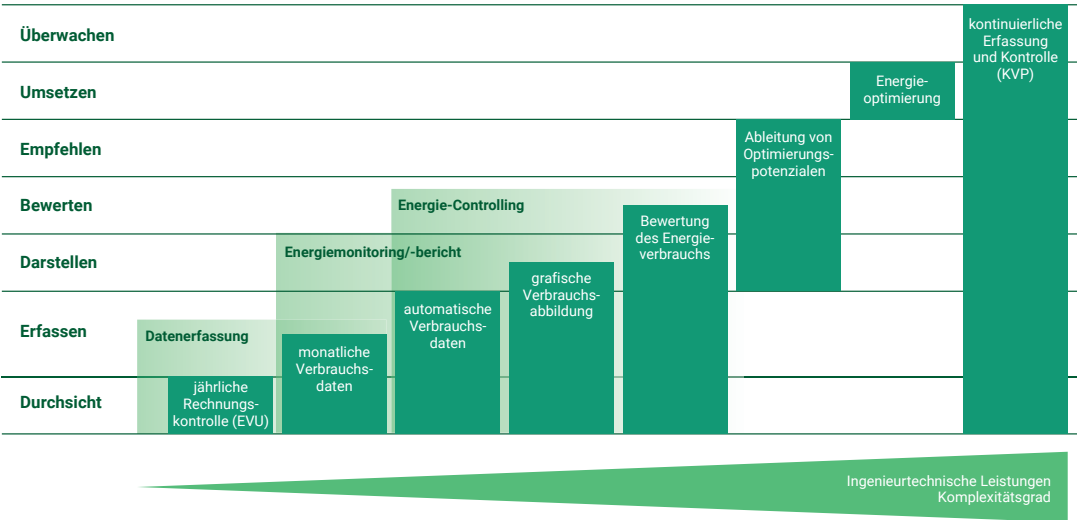 Überwachen
Umsetzen
Empfehlen
Bewerten
Darstellen
Erfassen
Durchsicht
Datenerfassung
jährliche
Rechnungs-
kontrolle (EVU)
Energiemonitoring/-bericht
monatliche
Verbrauchs-
daten
Energie-Controlling
automatische
Verbrauchs-
daten
grafische
Verbrauchs-
abbildung
Bewertung
des Energie-
verbrauchs
Ableitung von
Optimierungs-
potenzialen
Energie-
optimierung
kontinuierliche
Erfassung
und Kontrolle
(KVP)
Ingenieurtechnische Leistungen
Komplexitätsgrad